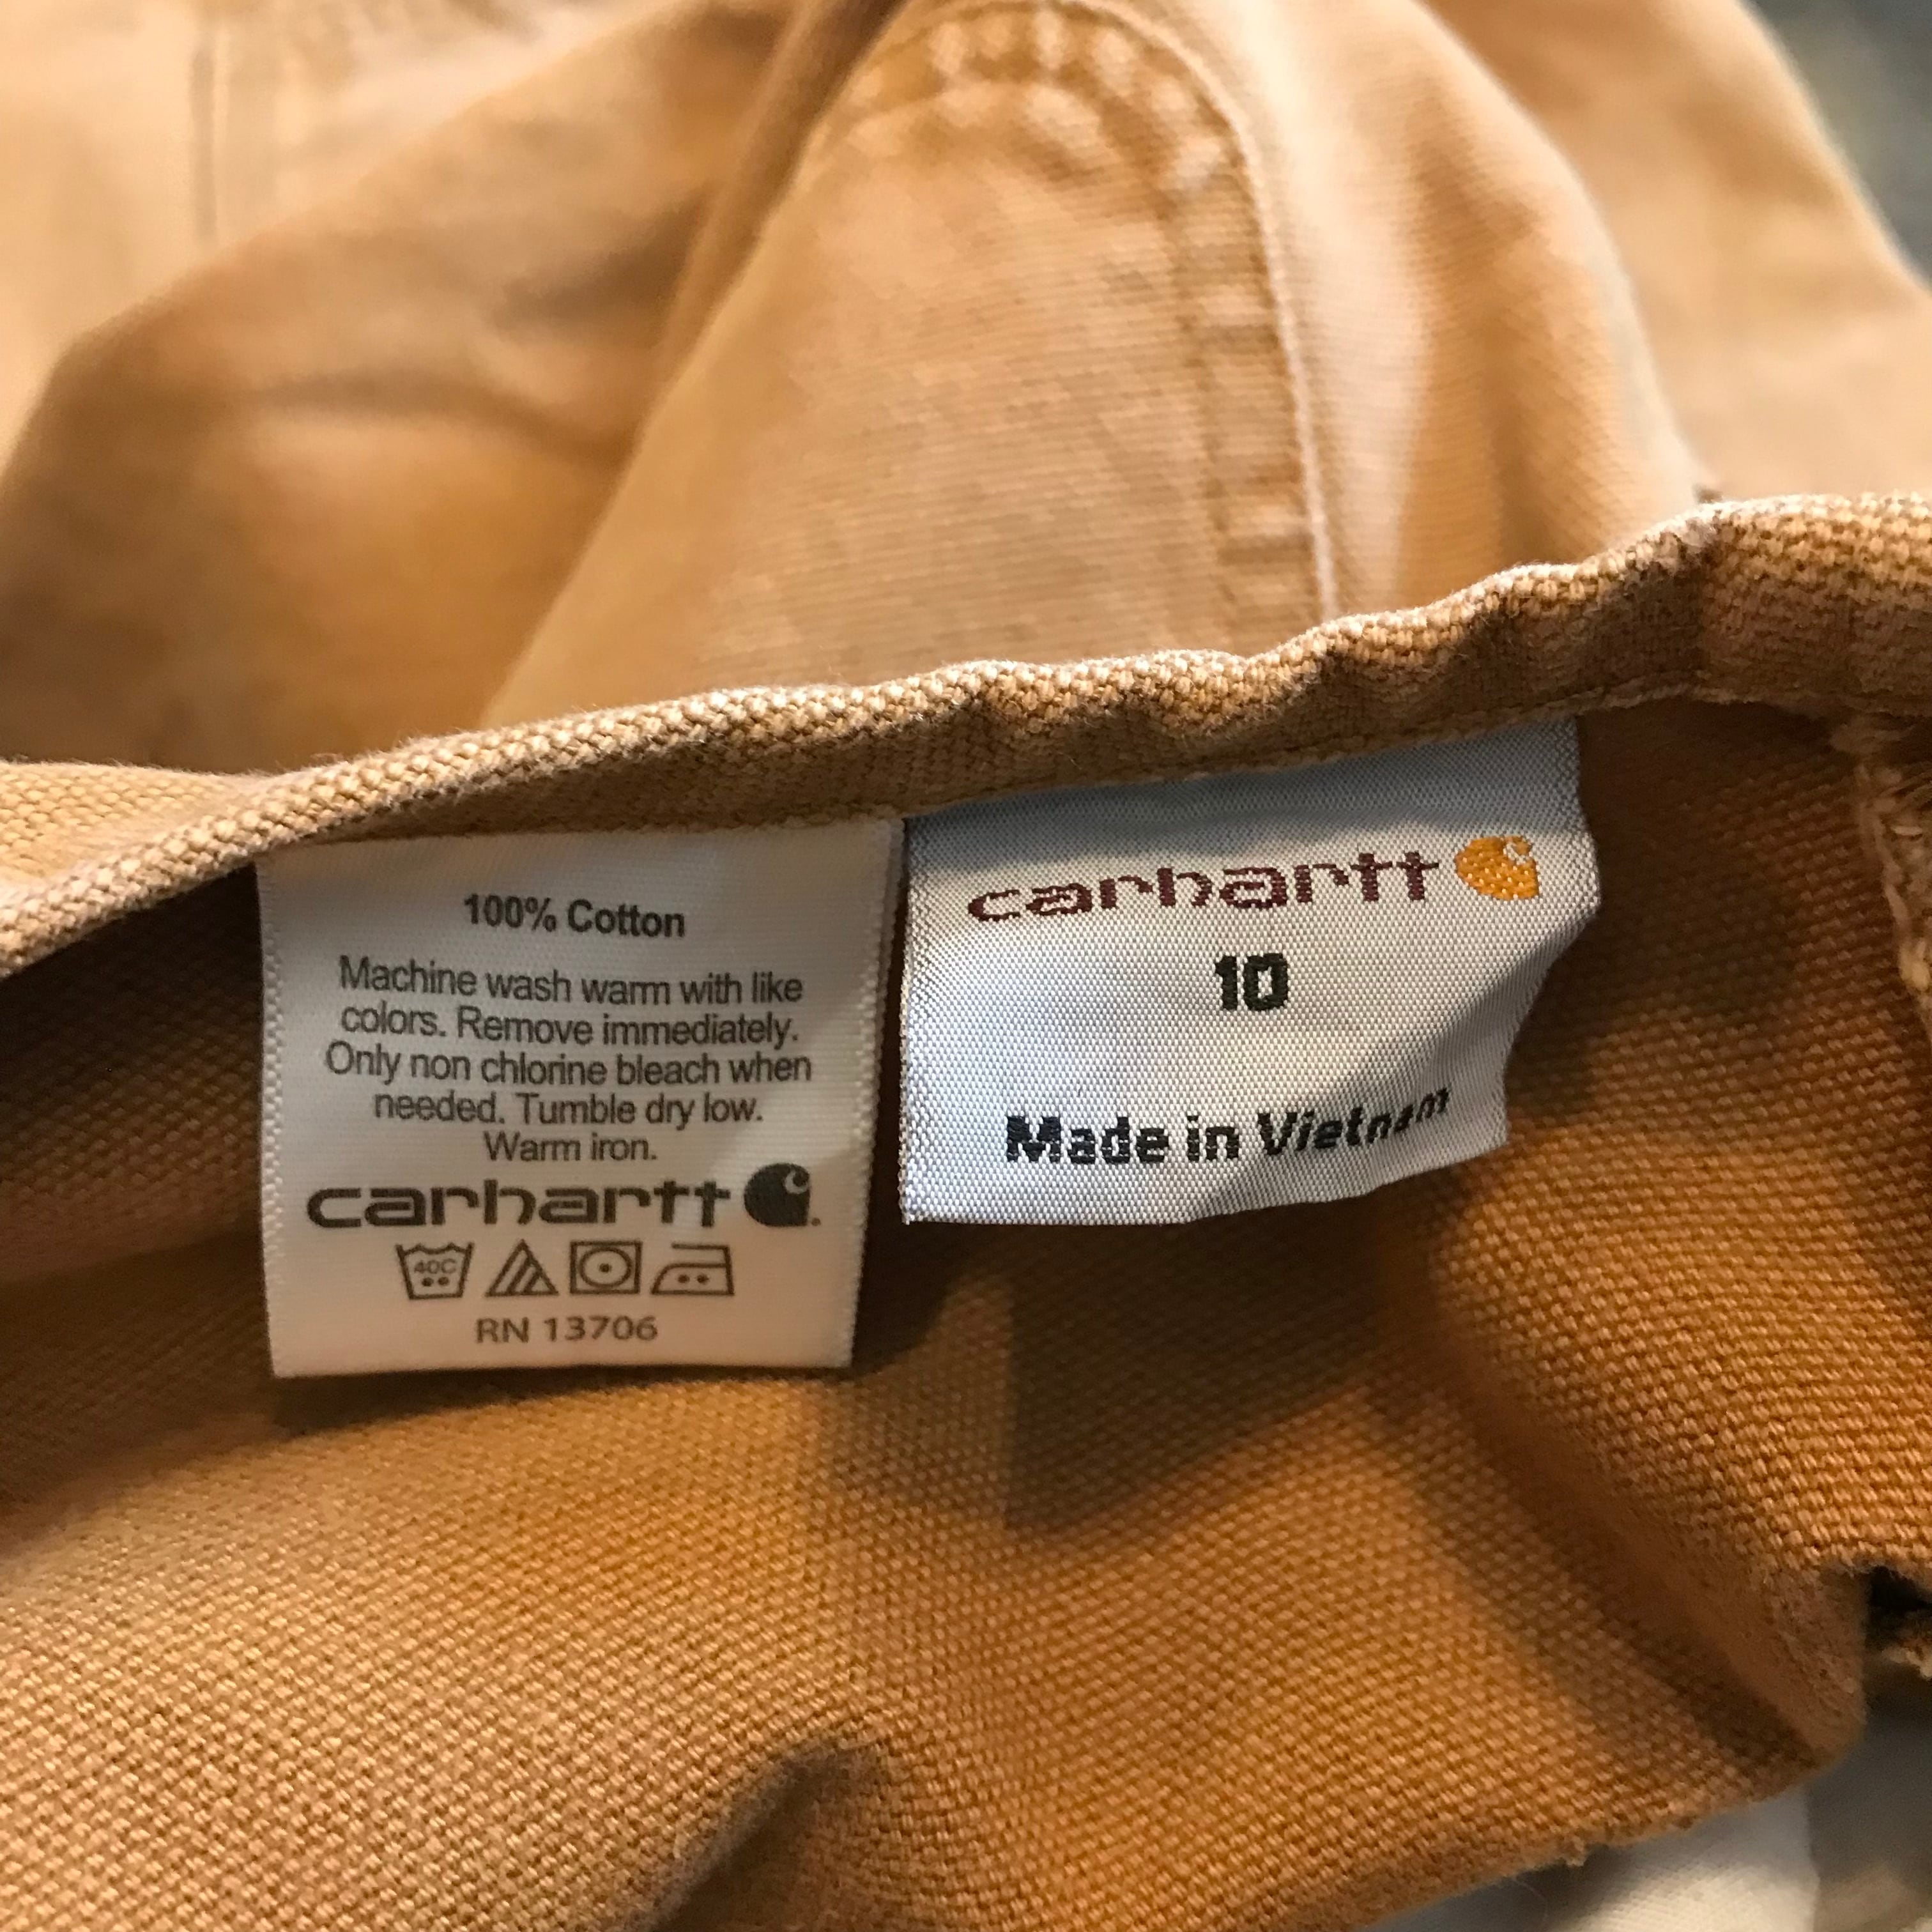 100% Cotton
Machine wash warm with like
colors. Remove immediately.
Only non chlorine bleach when
needed. Tumble dry low.
Warm iron.
carhartt
40C
RN 13706
carhartt
10
Made in Vietnam